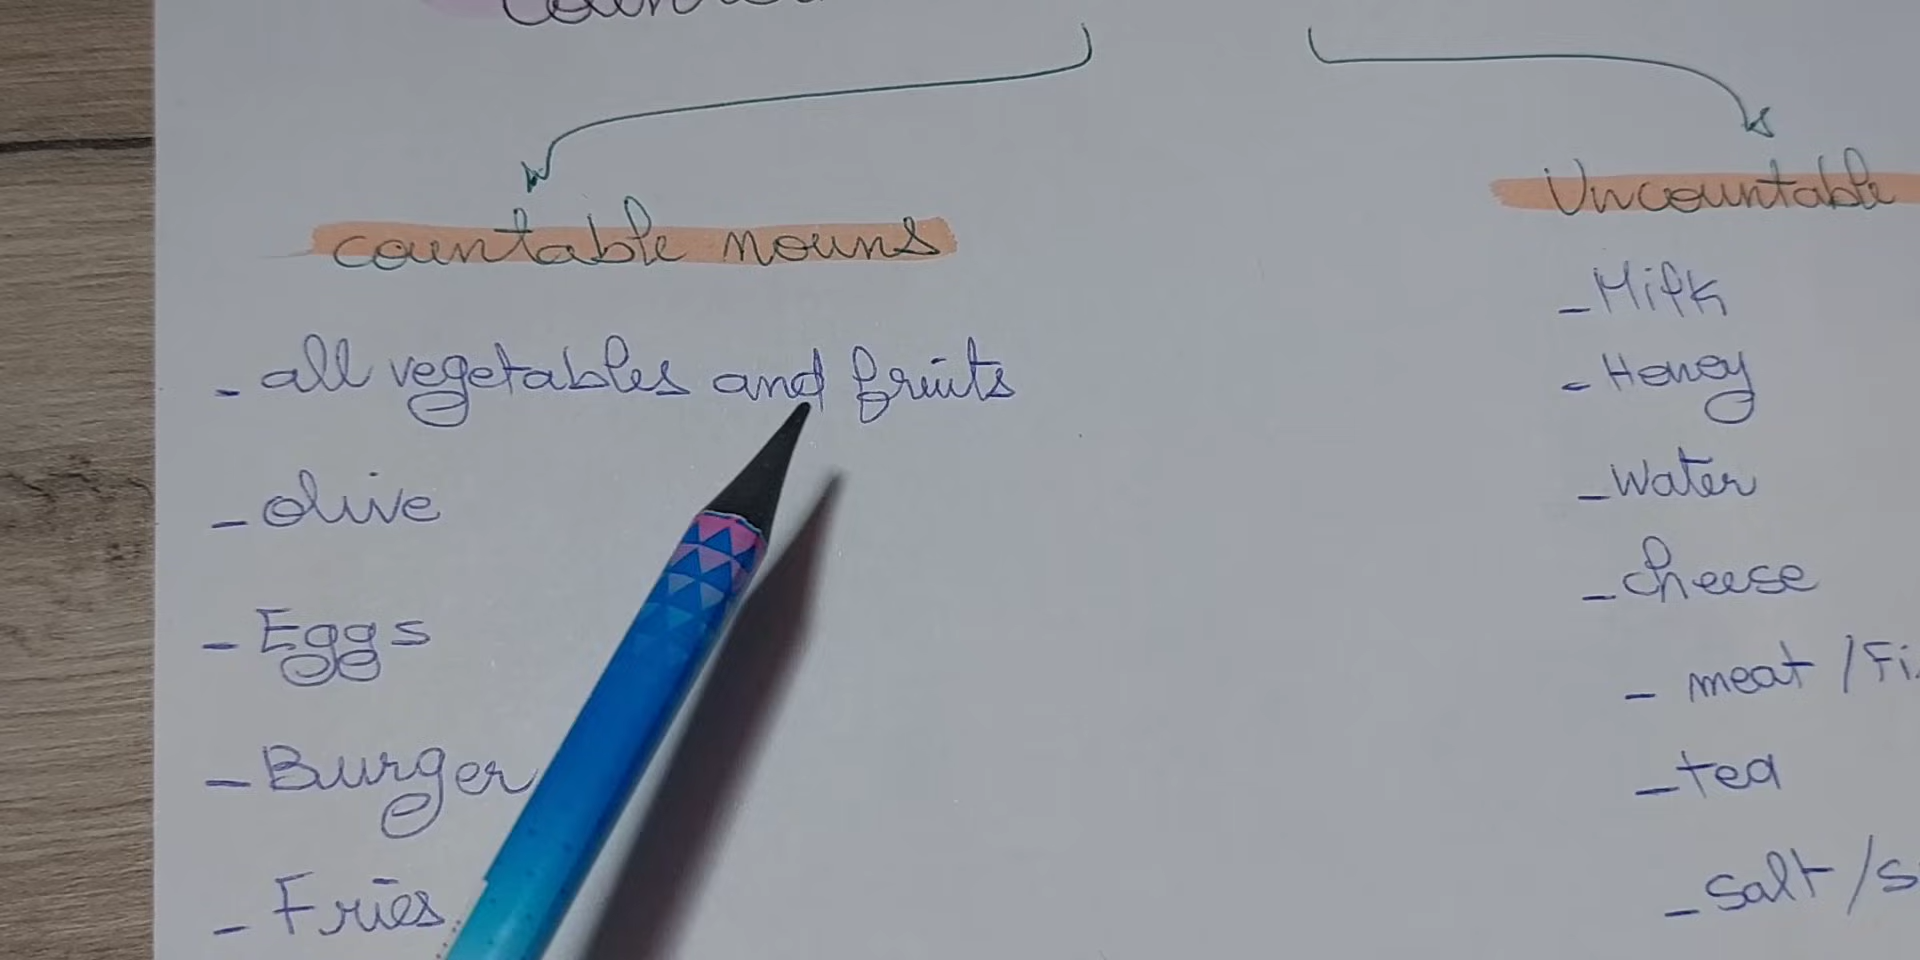 countable nouns
- all vegetables and fruits
- olive
- Eggs
- Burger
- Fries
Uncountable
- Milk
- Honey
- Water
- cheese
- meat /
- tea
- Salt /